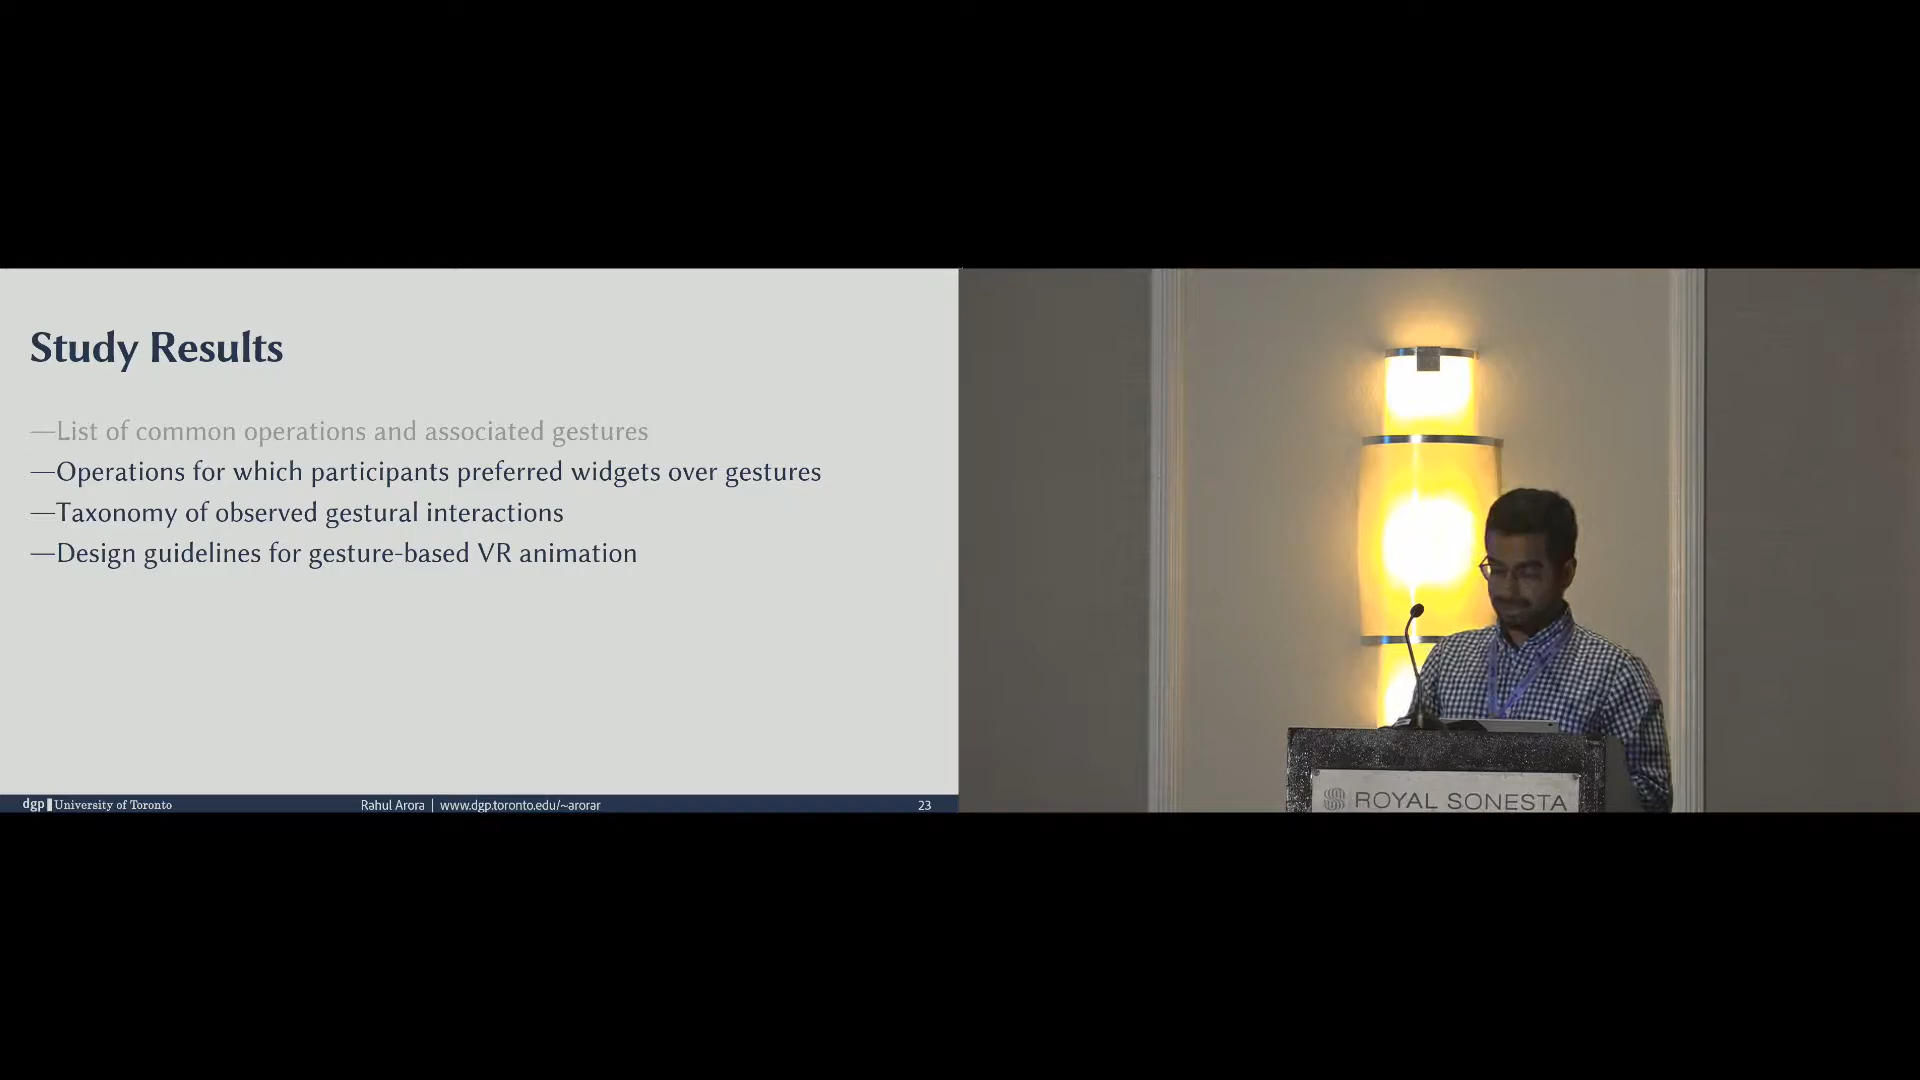 Study Results
—List of common operations and associated gestures
—Operations for which participants preferred widgets over gestures
—Taxonomy of observed gestural interactions
—Design guidelines for gesture-based VR animation
dgp University of Toronto
Rahul Arora | www.dgp.toronto.edu/~arorar
23
ROYAL SONESTA